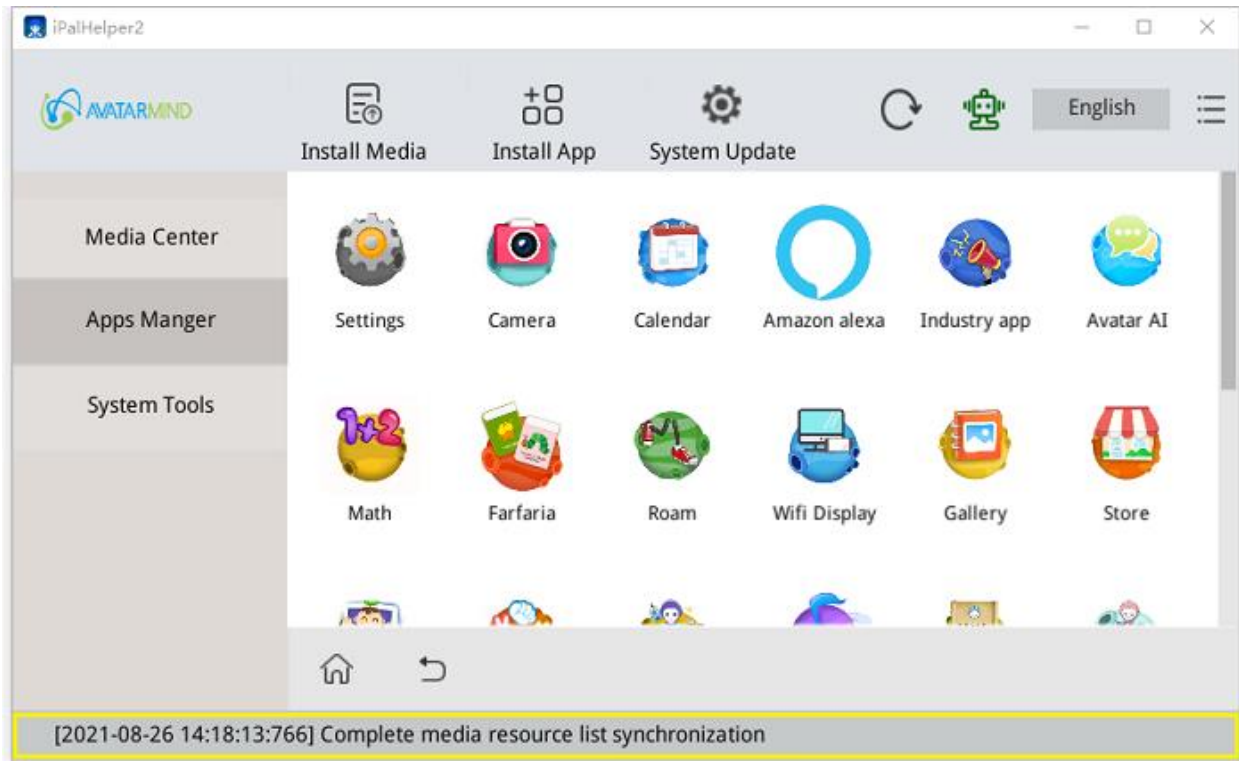 iPalHelper2
AVATARMIND
Install Media
Install App
System Update
English
Media Center
Apps Manger
System Tools
Settings
Camera
Calendar
Amazon alexa
Industry app
Avatar AI
1+2
Math
Farfaria
Roam
Wifi Display
Gallery
Store
[2021-08-26 14:18:13:766] Complete media resource list synchronization